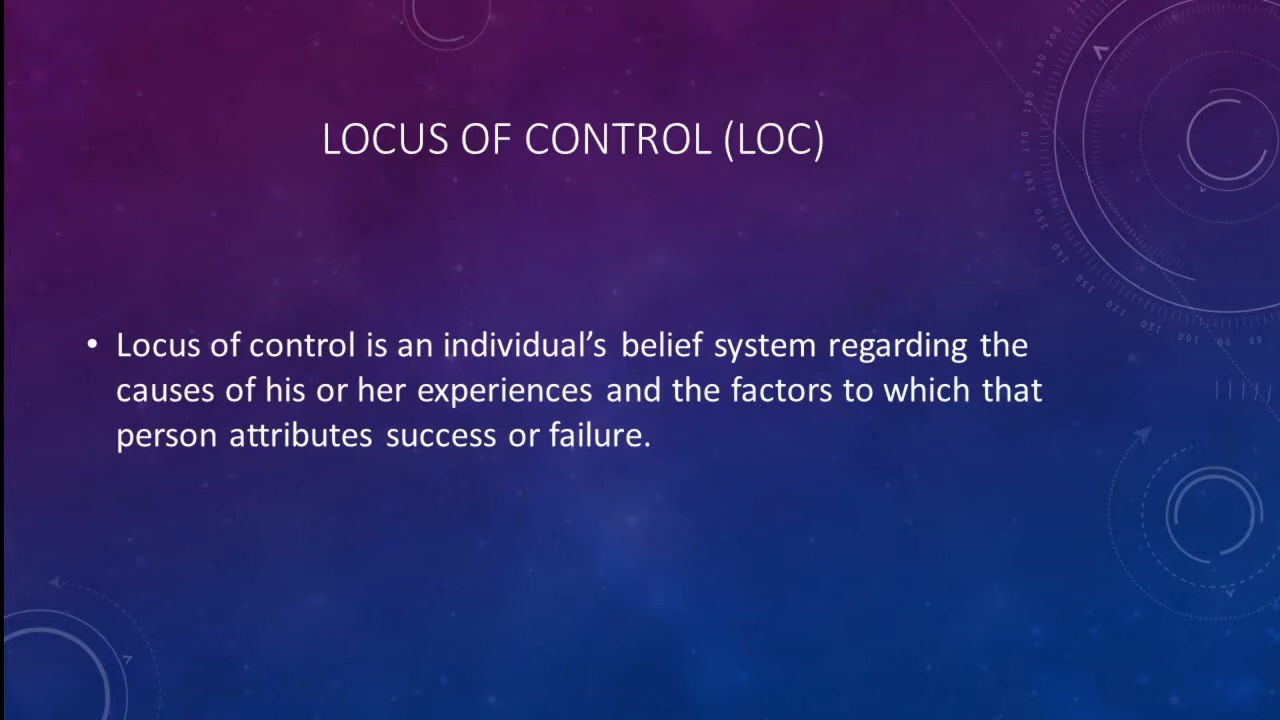 LOCUS OF CONTROL (LOC)
• Locus of control is an individual’s belief system regarding the
causes of his or her experiences and the factors to which that
person attributes success or failure.